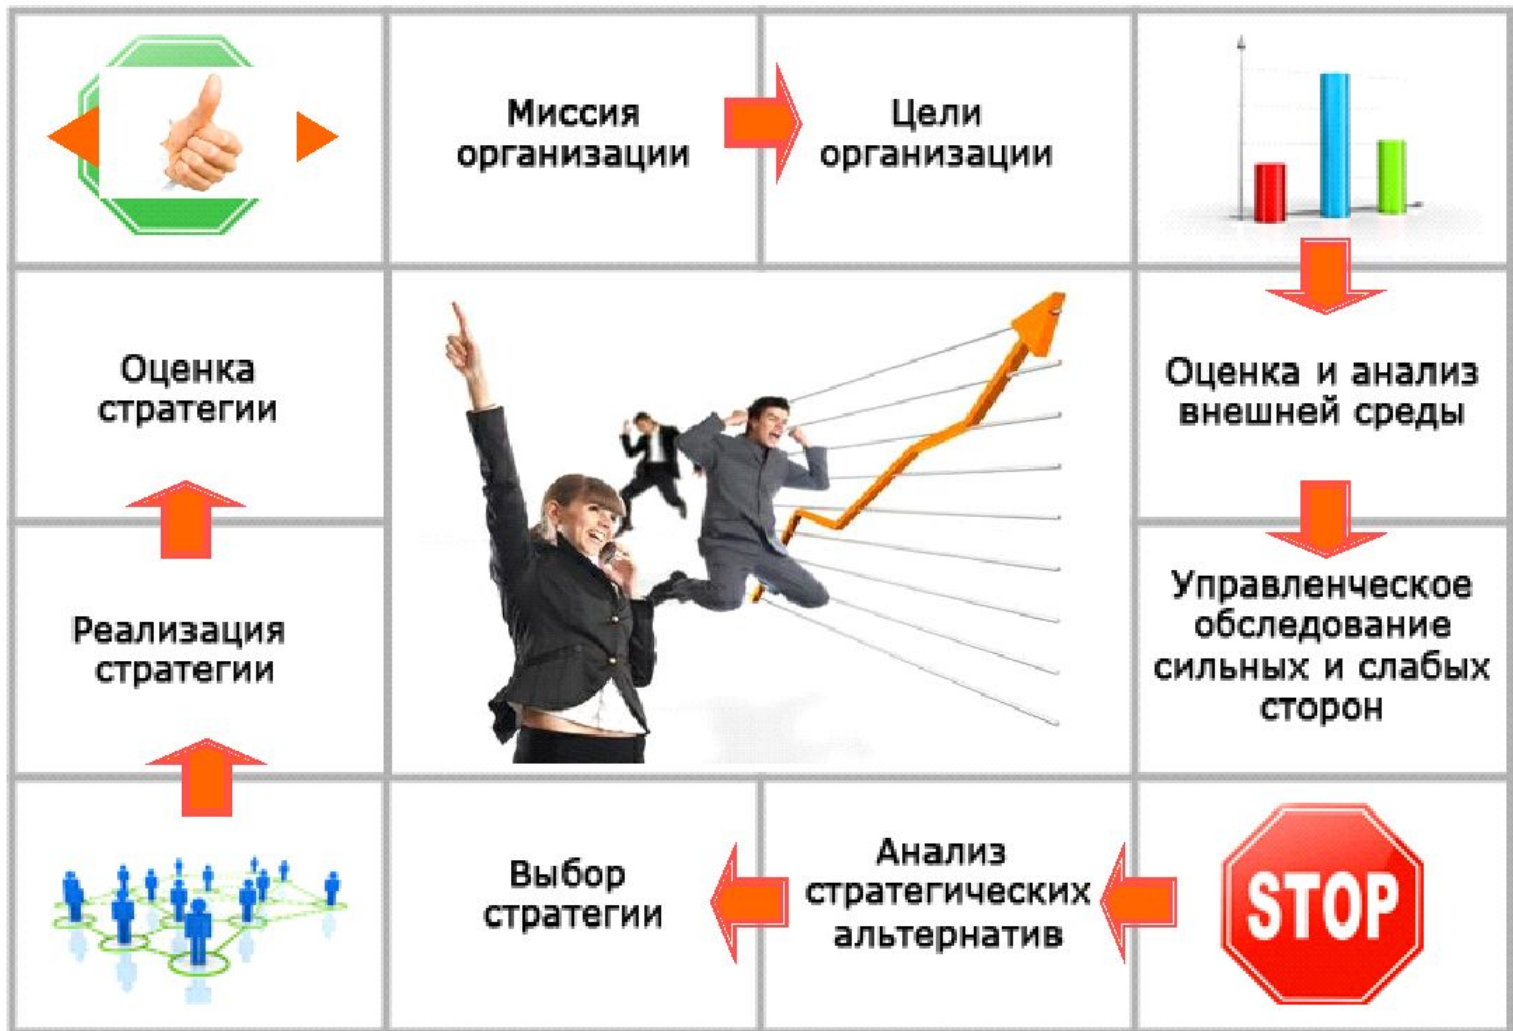 Миссия
организации
Цели
организации
Оценка и анализ
внешней среды
Управленческое
обследование
сильных и слабых
сторон
STOP
Анализ
стратегических
альтернатив
Выбор
стратегии
Реализация
стратегии
Оценка
стратегии